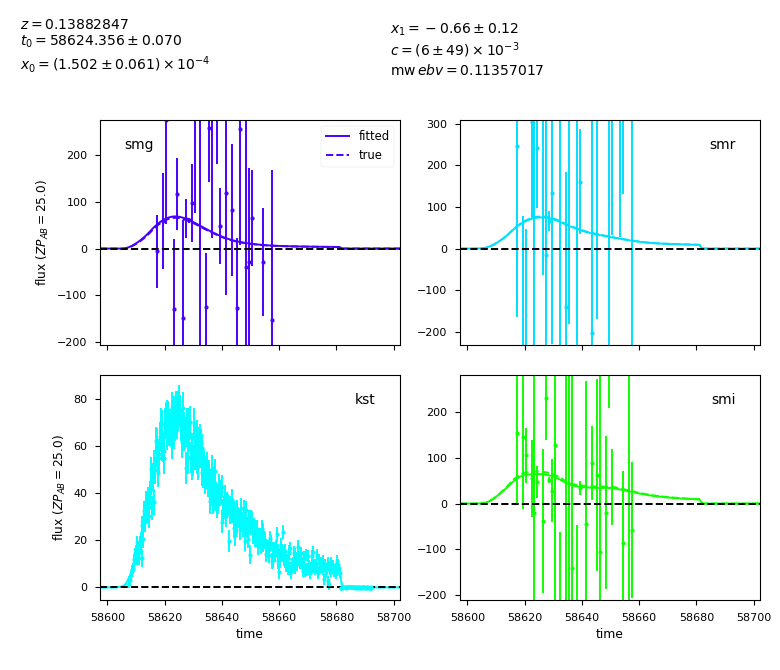 z = 0.13882847
t₀ = 58624.356 ± 0.070
x₀ = (1.502 ± 0.061) × 10⁻⁴
x₁ = −0.66 ± 0.12
c = (6 ± 49) × 10⁻³
mw ebv = 0.11357017
smg
fitted
true
200
100
0
−100
−200
flux (ZP_AB = 25.0)
smr
300
200
100
0
−100
−200
kst
80
60
40
20
0
flux (ZP_AB = 25.0)
58600 58620 58640 58660 58680 58700
time
smi
200
100
0
−100
−200
58600 58620 58640 58660 58680 58700
time